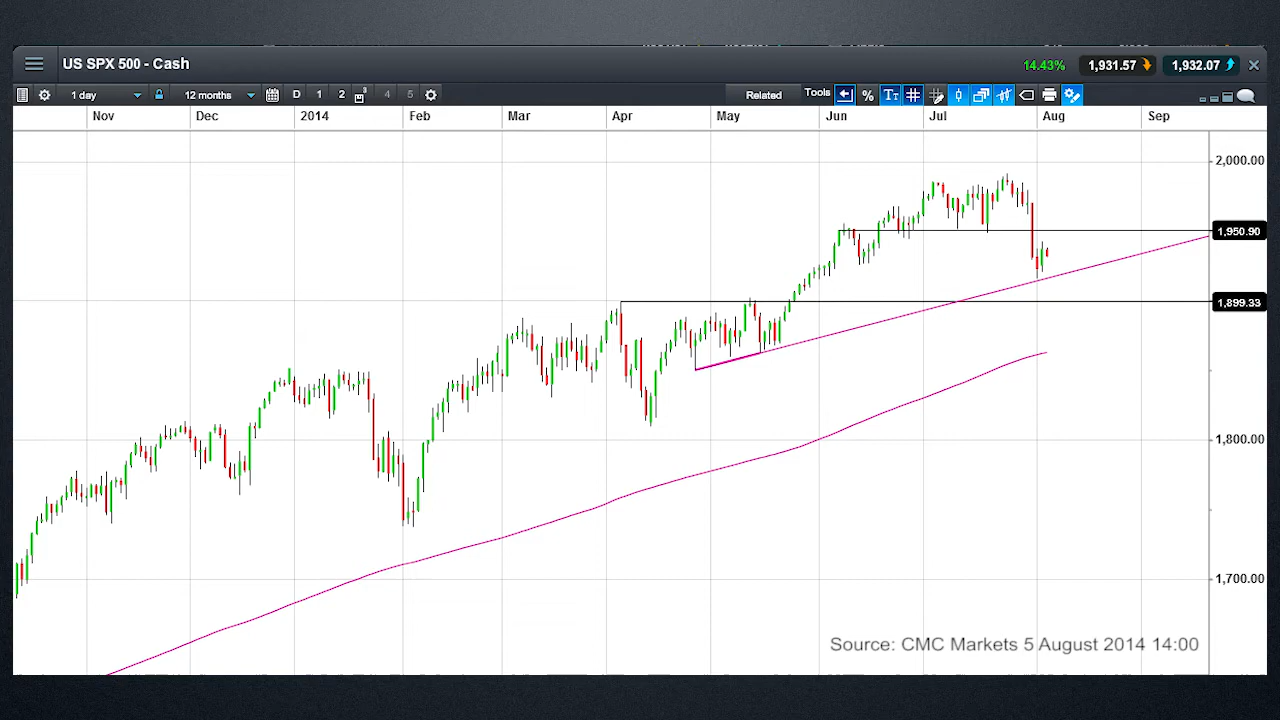 US SPX 500 - Cash
14.43% 1,931.57 1,932.07
1 day 12 months D 1 2 3 4 5 Related Tools %
Nov Dec 2014 Feb Mar Apr May Jun Jul Aug Sep
2,000.00
1,950.90
1,899.33
1,800.00
1,700.00
Source: CMC Markets 5 August 2014 14:00